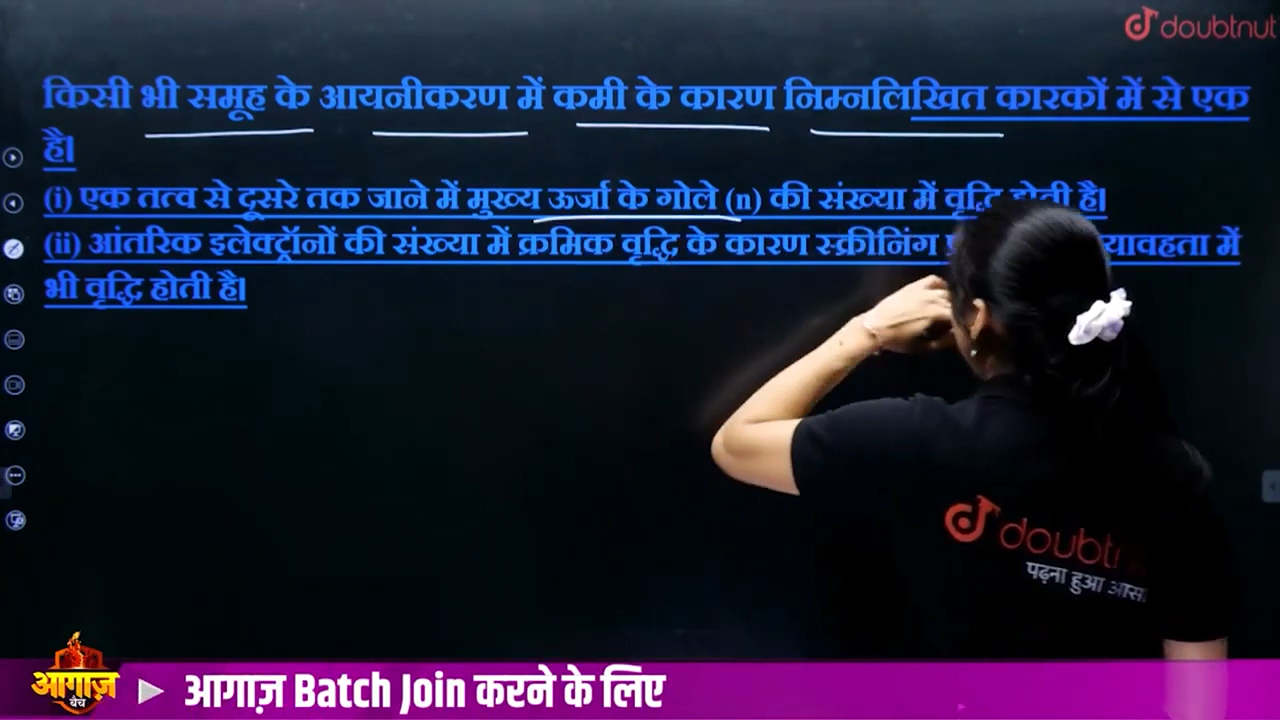 doubtnut
किसी भी समूह के आयनीकरण में कमी के कारण निम्नलिखित कारकों में से एक
है।
(i) एक तत्व से दूसरे तक जाने में मुख्य ऊर्जा के गोले (n) की संख्या में वृद्धि होती है।
(ii) आंतरिक इलेक्ट्रॉनों की संख्या में क्रमिक वृद्धि के कारण स्क्रीनिंग में
भी वृद्धि होती है।
doubtn
पढ़ना हुआ
आगाज़
बैच
आगाज़ Batch Join करने के लिए